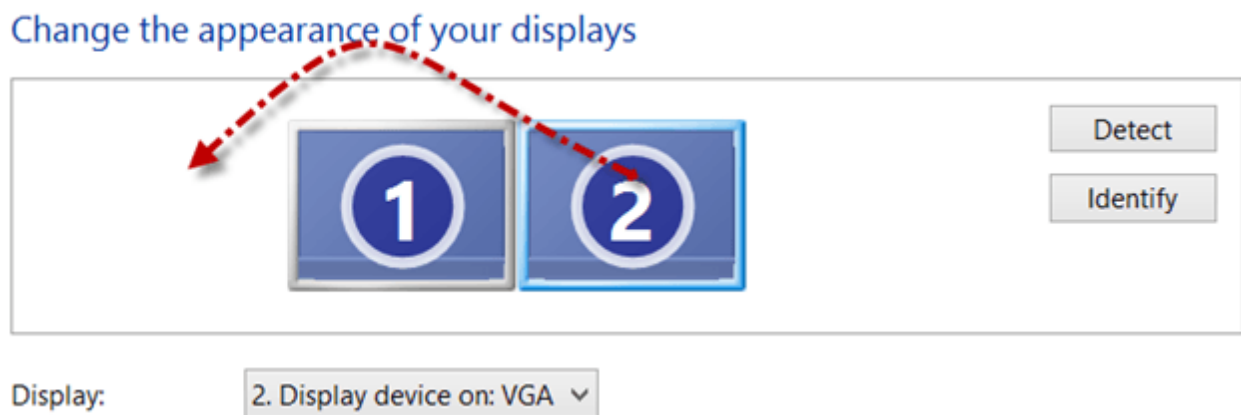 Change the appearance of your displays
1
2
Detect
Identify
Display:
2. Display device on: VGA